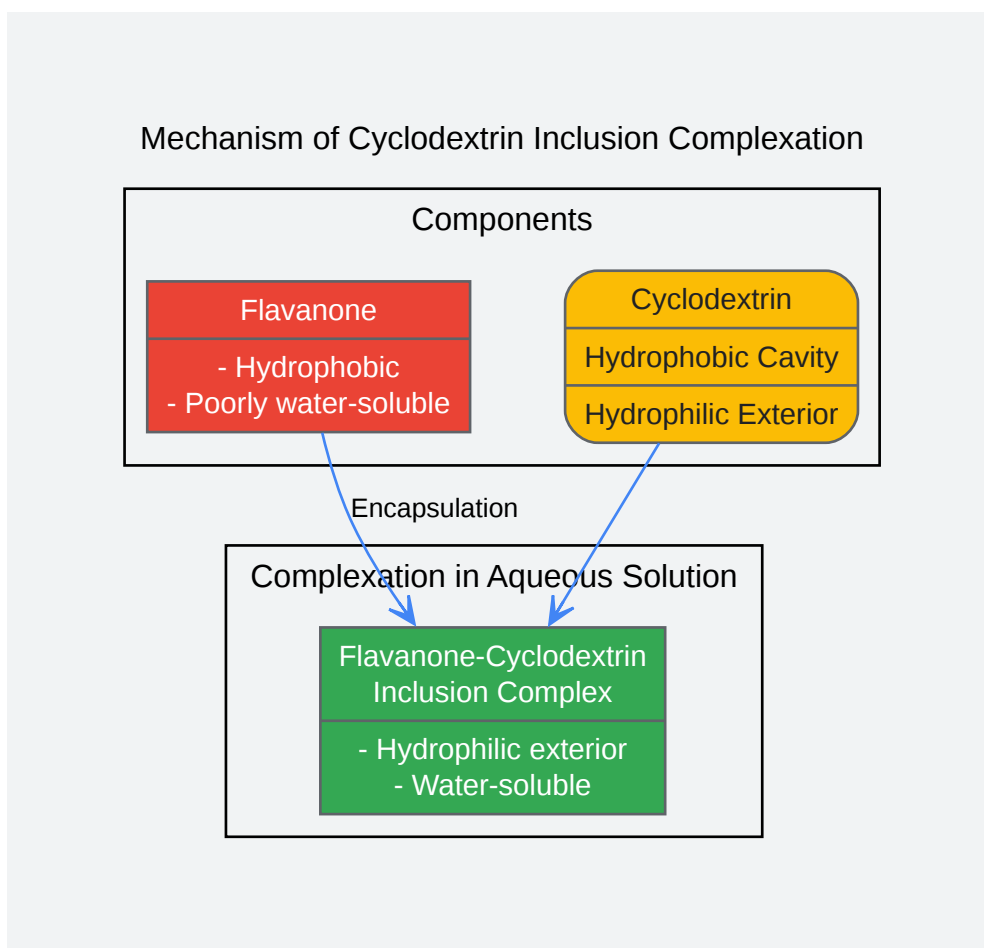 Mechanism of Cyclodextrin Inclusion Complexation
Components
Flavanone
- Hydrophobic
- Poorly water-soluble
Cyclodextrin
Hydrophobic Cavity
Hydrophilic Exterior
Encapsulation
Complexation in Aqueous Solution
Flavanone-Cyclodextrin
Inclusion Complex
- Hydrophilic exterior
- Water-soluble